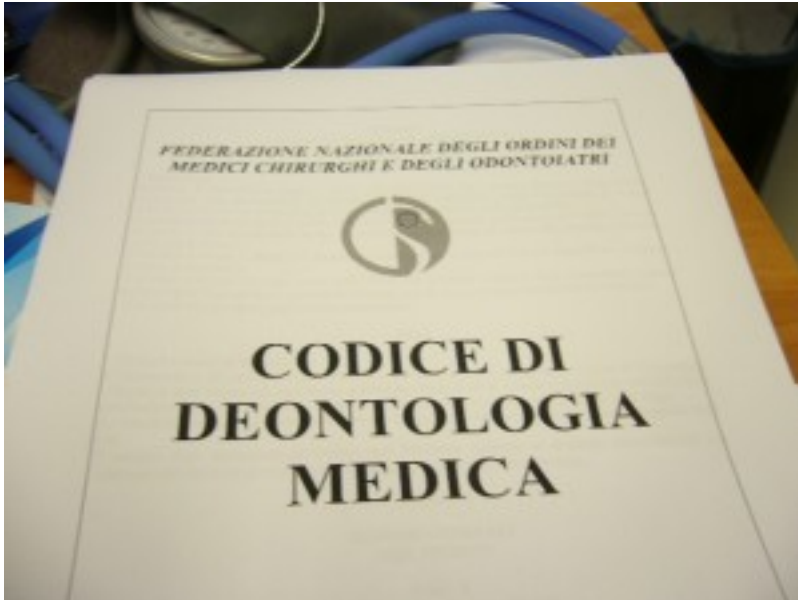 FEDERAZIONE NAZIONALE DEGLI ORDINI DEI
MEDICI CHIRURGHI E DEGLI ODONTOIATRI
CODICE DI
DEONTOLOGIA
MEDICA